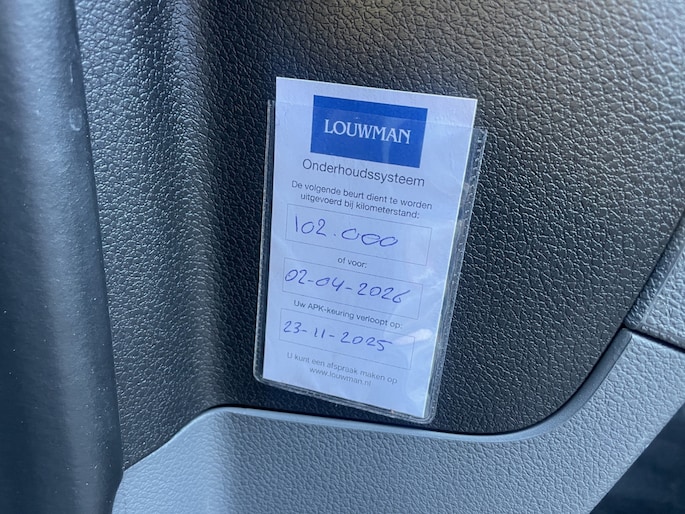 LOUWMAN
Onderhoudssysteem
De volgende beurt dient te worden
uitgevoerd bij kilometerstand:
102.000
of voor:
02-04-2026
Uw APK-keuring verloopt op:
23-11-2025
U kunt een afspraak maken op
www.louwman.nl